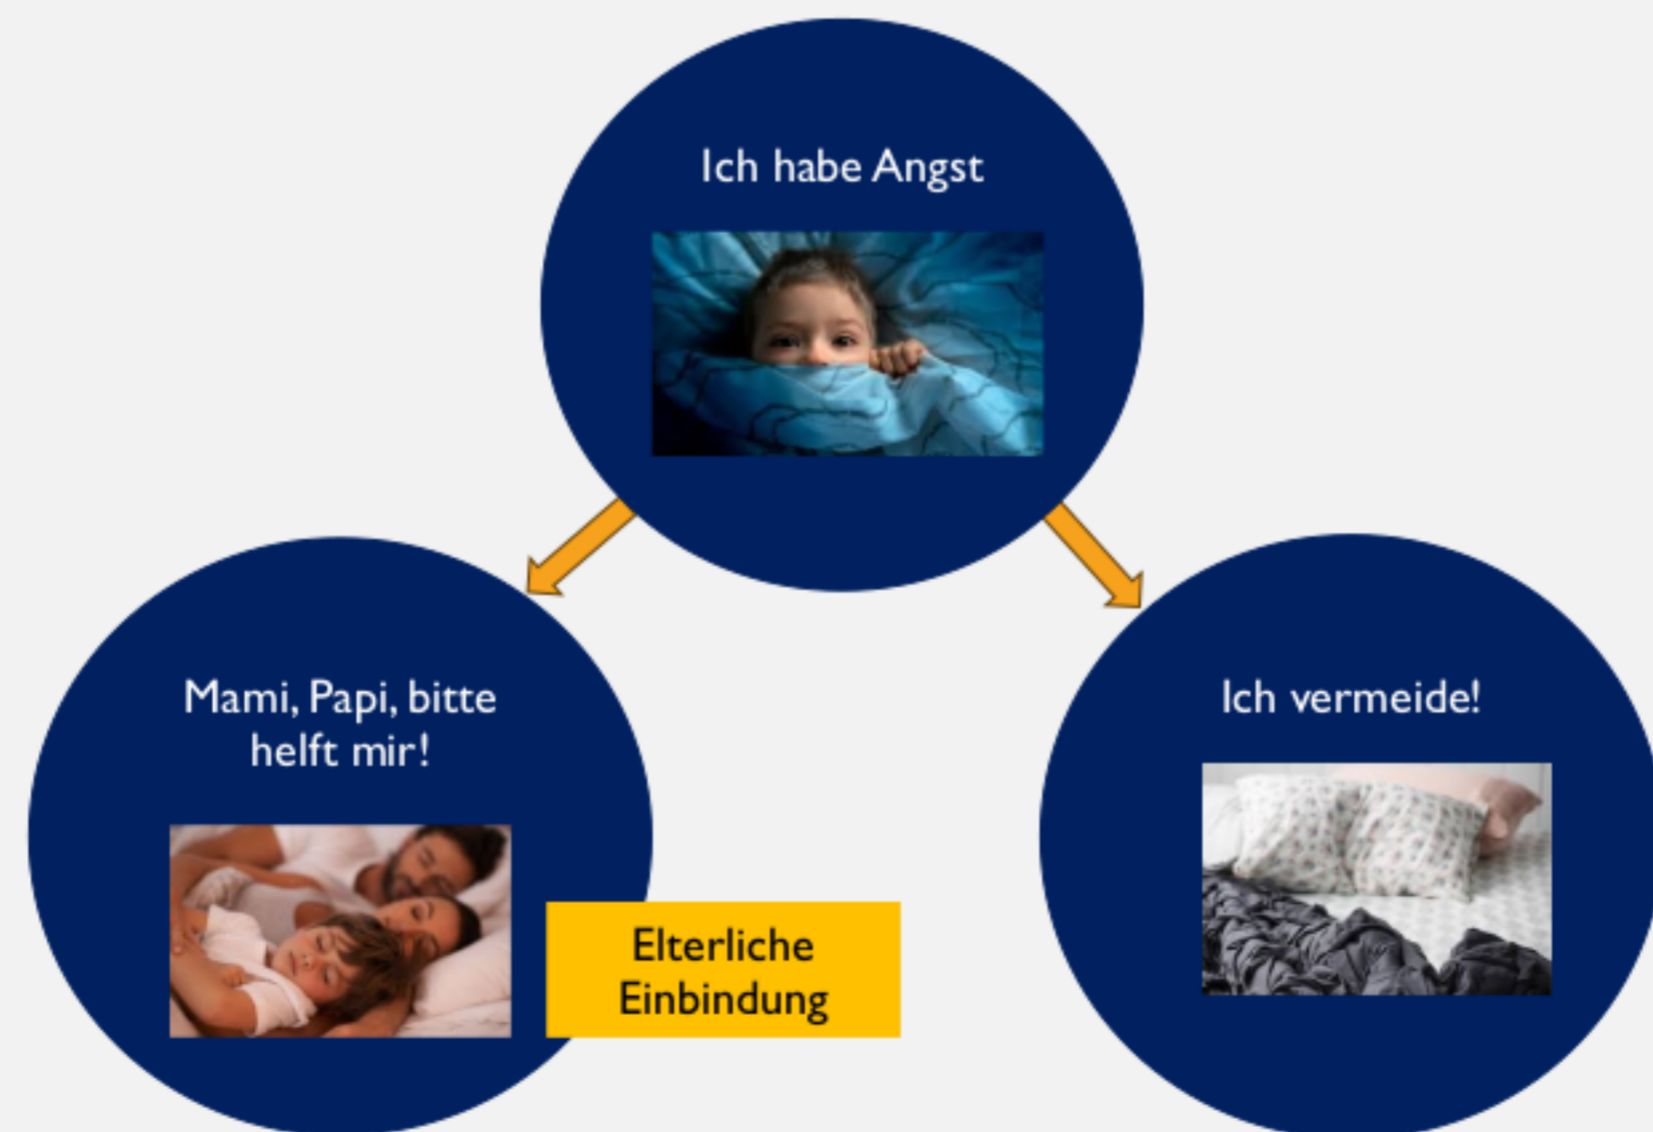 Ich habe Angst
Mami, Papi, bitte
helft mir!
Elterliche
Einbindung
Ich vermeide!